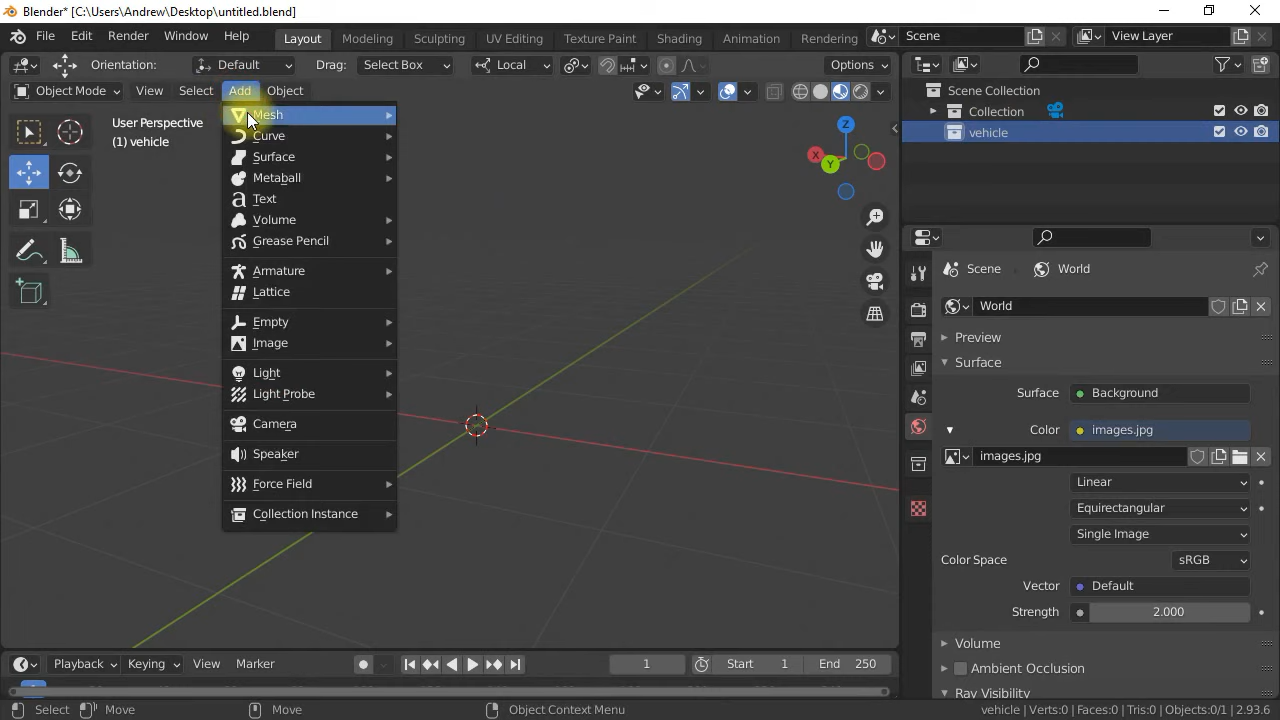 Blender* [C:\Users\Andrew\Desktop\untitled.blend]
File Edit Render Window Help Layout Modeling Sculpting UV Editing Texture Paint Shading Animation Rendering Scene View Layer
Orientation: Default Drag: Select Box Local Options
Object Mode View Select Add Object
User Perspective
(1) vehicle
Mesh
Curve
Surface
Metaball
Text
Volume
Grease Pencil
Armature
Lattice
Empty
Image
Light
Light Probe
Camera
Speaker
Force Field
Collection Instance
Z
X
Y
Scene Collection
Collection
vehicle
Scene World
World
Preview
Surface
Surface Background
Color images.jpg
images.jpg
Linear
Equirectangular
Single Image
Color Space sRGB
Vector Default
Strength 2.000
Volume
Ambient Occlusion
Ray Visibility
Playback Keying View Marker 1 Start 1 End 250
Select Move Move Object Context Menu vehicle | Verts:0 | Faces:0 | Tris:0 | Objects:0/1 | 2.93.6